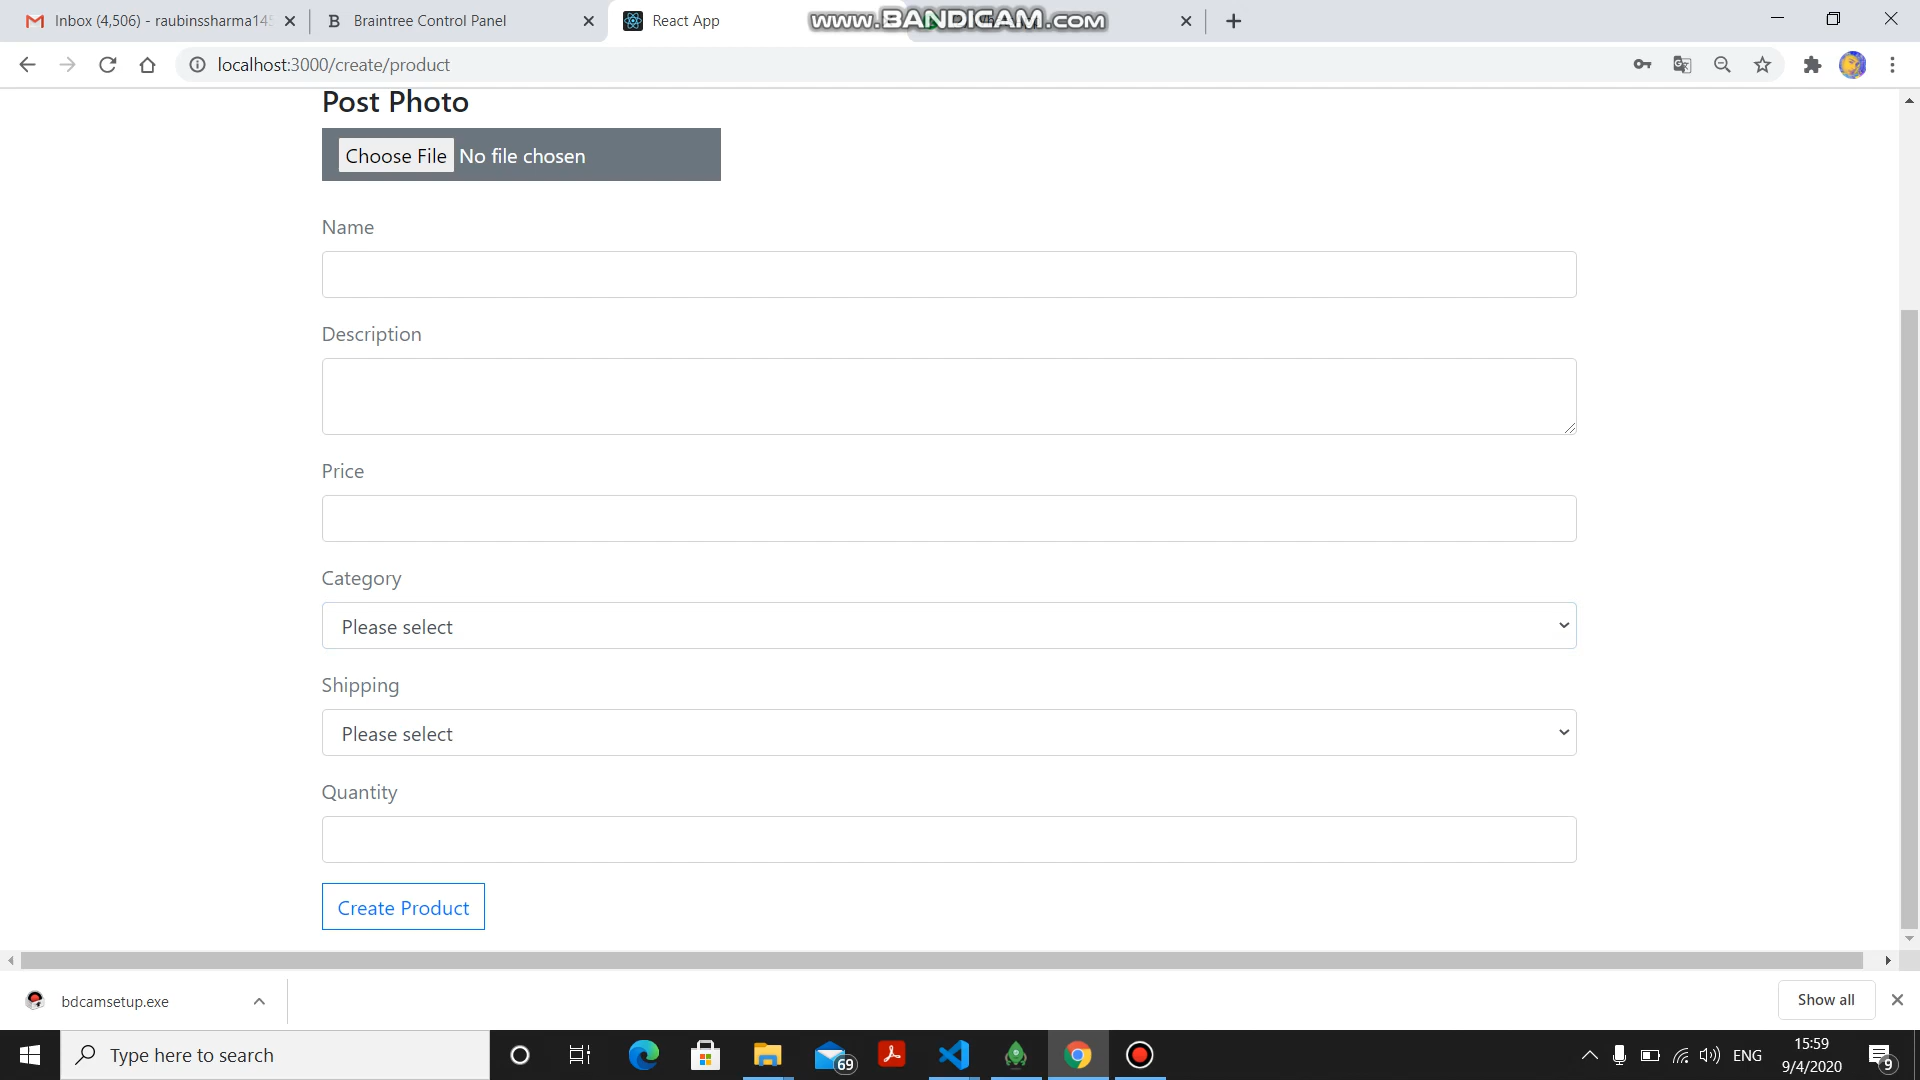 Inbox (4,506) - raubinssharma145
Braintree Control Panel
React App
www.BANDICAM.com
localhost:3000/create/product
Post Photo
Choose File No file chosen
Name
Description
Price
Category
Please select
Shipping
Please select
Quantity
Create Product
bdcamsetup.exe
Show all
Type here to search
69
ENG
15:59
9/4/2020
9